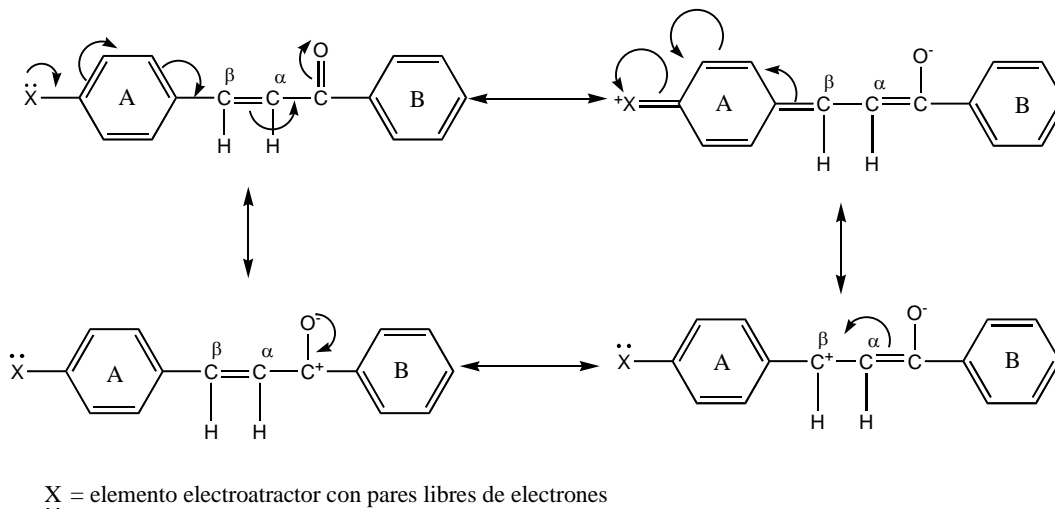 O
β α
X A C C C B
H H
O-
β α
+X A C C C B
H H
O-
β α
X A C C C+ B
H H
O-
β α
X A C+ C C B
H H
X = elemento electroatractor con pares libres de electrones